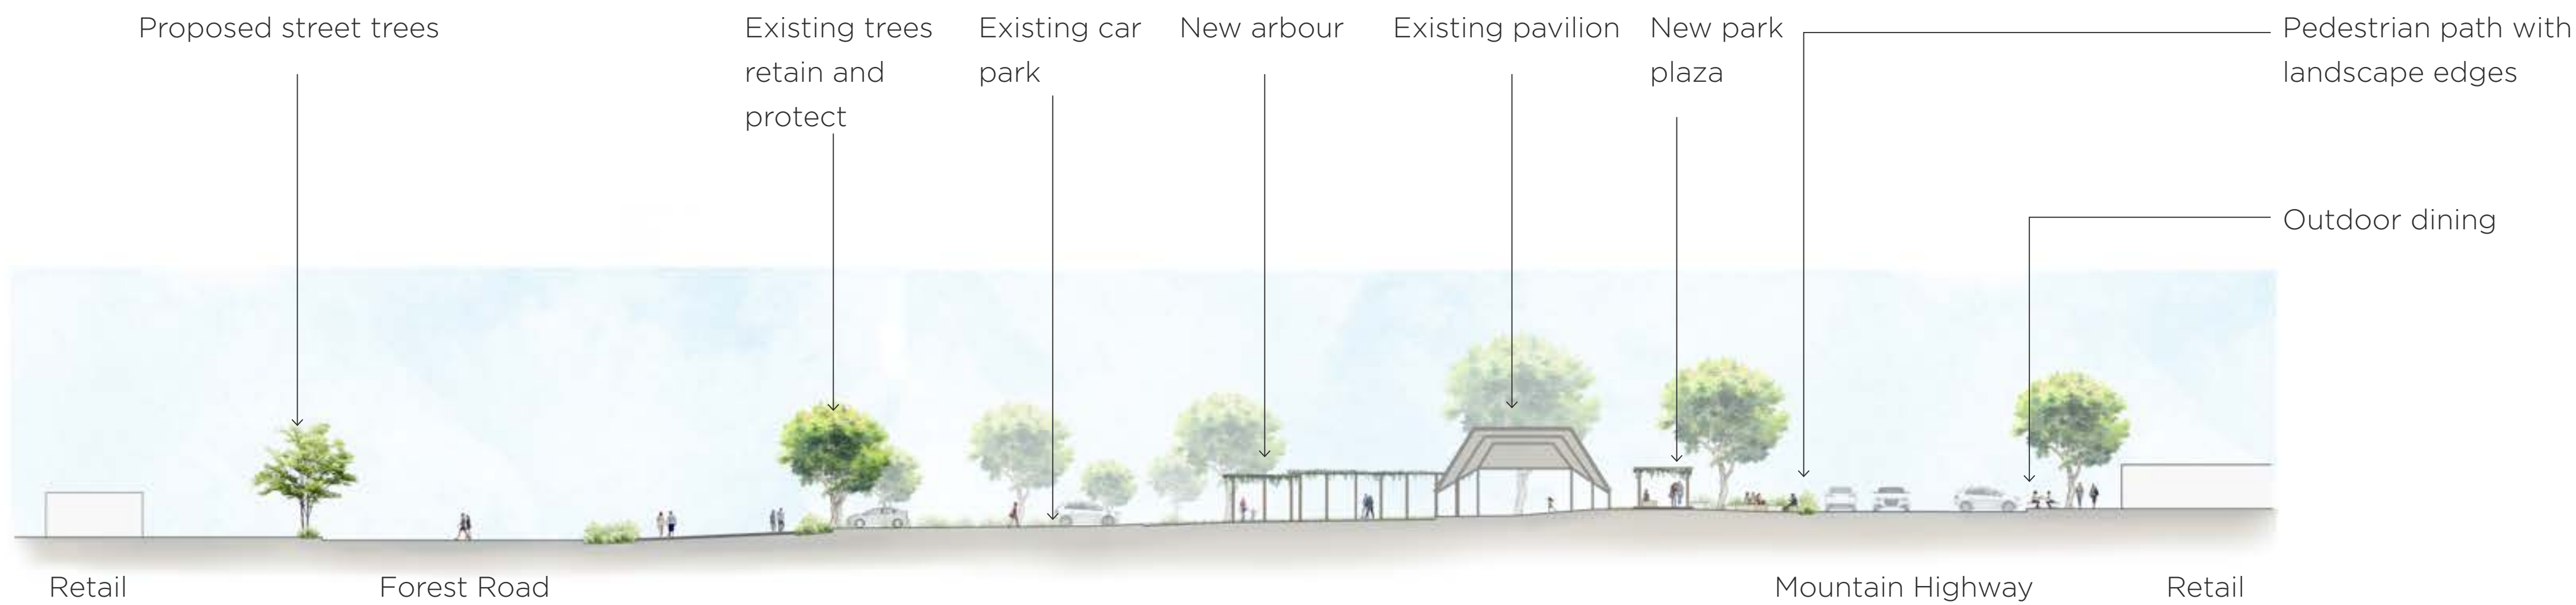 Proposed street trees
Existing trees
retain and
protect
Existing car
park
New arbour
Existing pavilion
New park
plaza
Pedestrian path with
landscape edges
Outdoor dining
Retail
Forest Road
Mountain Highway
Retail